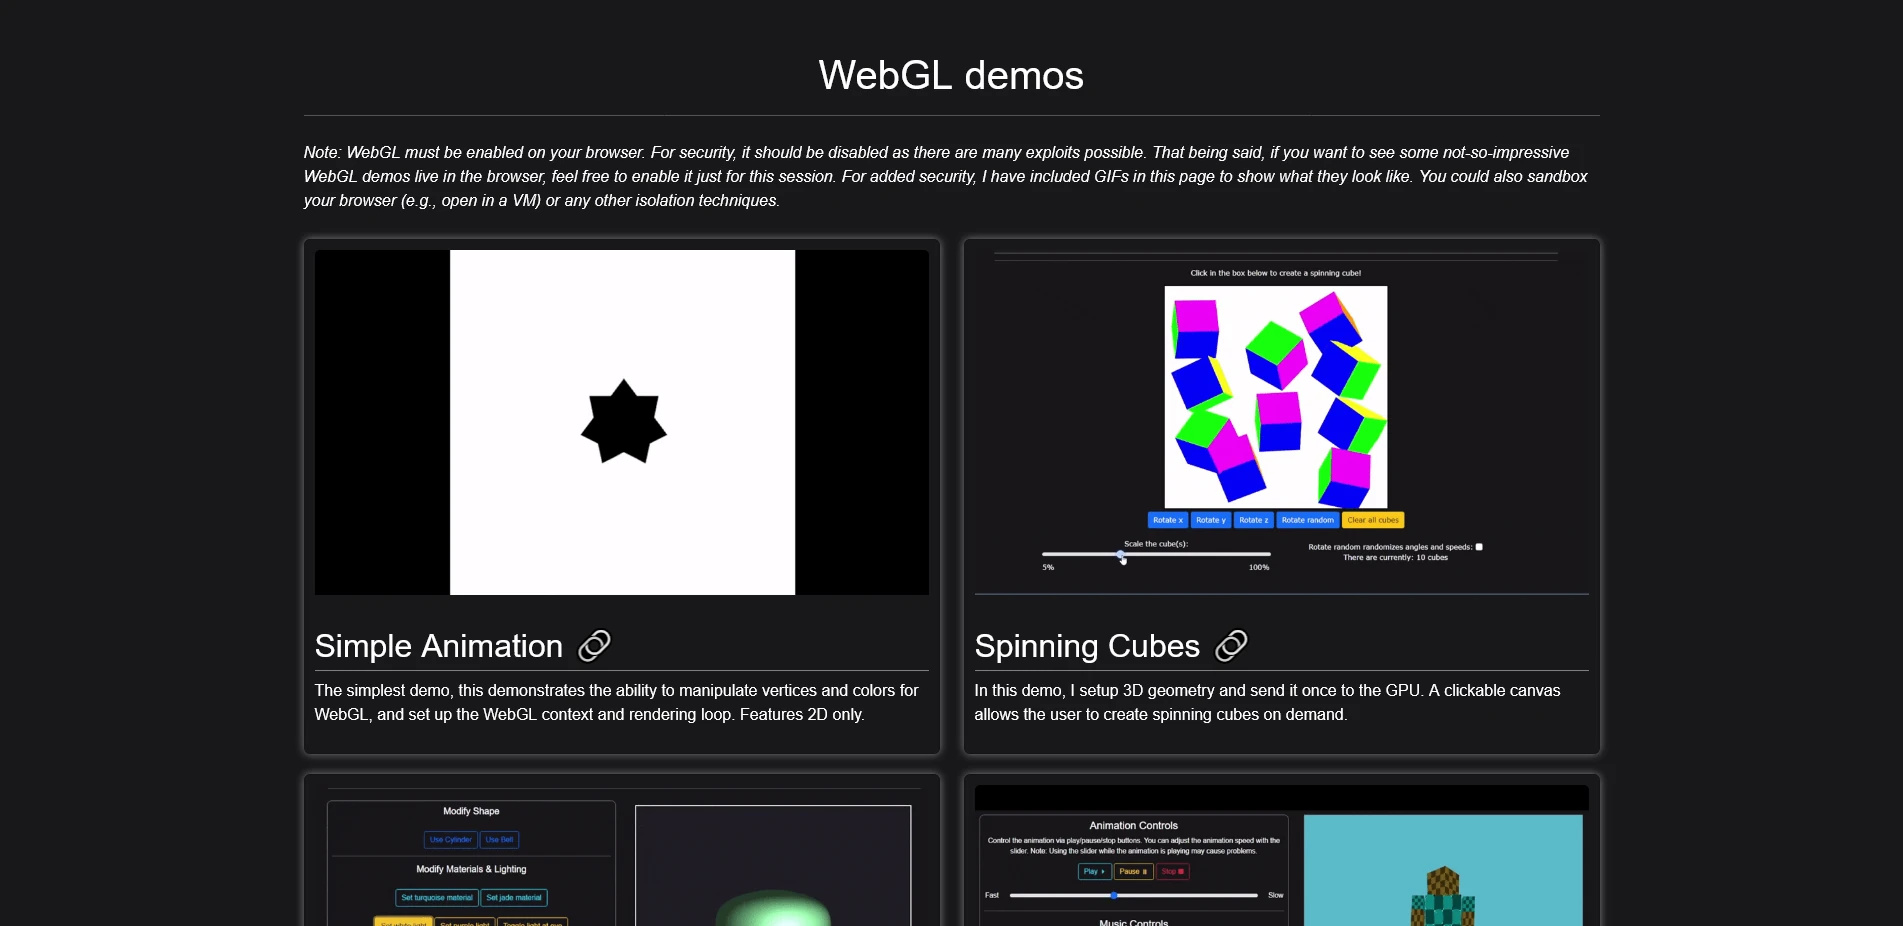 WebGL demos
Note: WebGL must be enabled on your browser. For security, it should be disabled as there are many exploits possible. That being said, if you want to see some not-so-impressive
WebGL demos live in the browser, feel free to enable it just for this session. For added security, I have included GIFs in this page to show what they look like. You could also sandbox
your browser (e.g., open in a VM) or any other isolation techniques.
Simple Animation
The simplest demo, this demonstrates the ability to manipulate vertices and colors for
WebGL, and set up the WebGL context and rendering loop. Features 2D only.
Click in the box below to create a spinning cube!
Rotate x Rotate y Rotate z Rotate random Clear all cubes
Scale the cube(s):
5% 100%
Rotate random randomizes angles and speeds:
There are currently: 10 cubes
Spinning Cubes
In this demo, I setup 3D geometry and send it once to the GPU. A clickable canvas
allows the user to create spinning cubes on demand.
Modify Shape
Use Cylinder Use Bell
Modify Materials & Lighting
Set turquoise material Set jade material
Set white light Set purple light Toggle light at eye
Animation Controls
Control the animation via play/pause/stop buttons. You can adjust the animation speed with the
slider. Note: Using the slider while the animation is playing may cause problems.
Play Pause Stop
Fast Slow
Music Controls